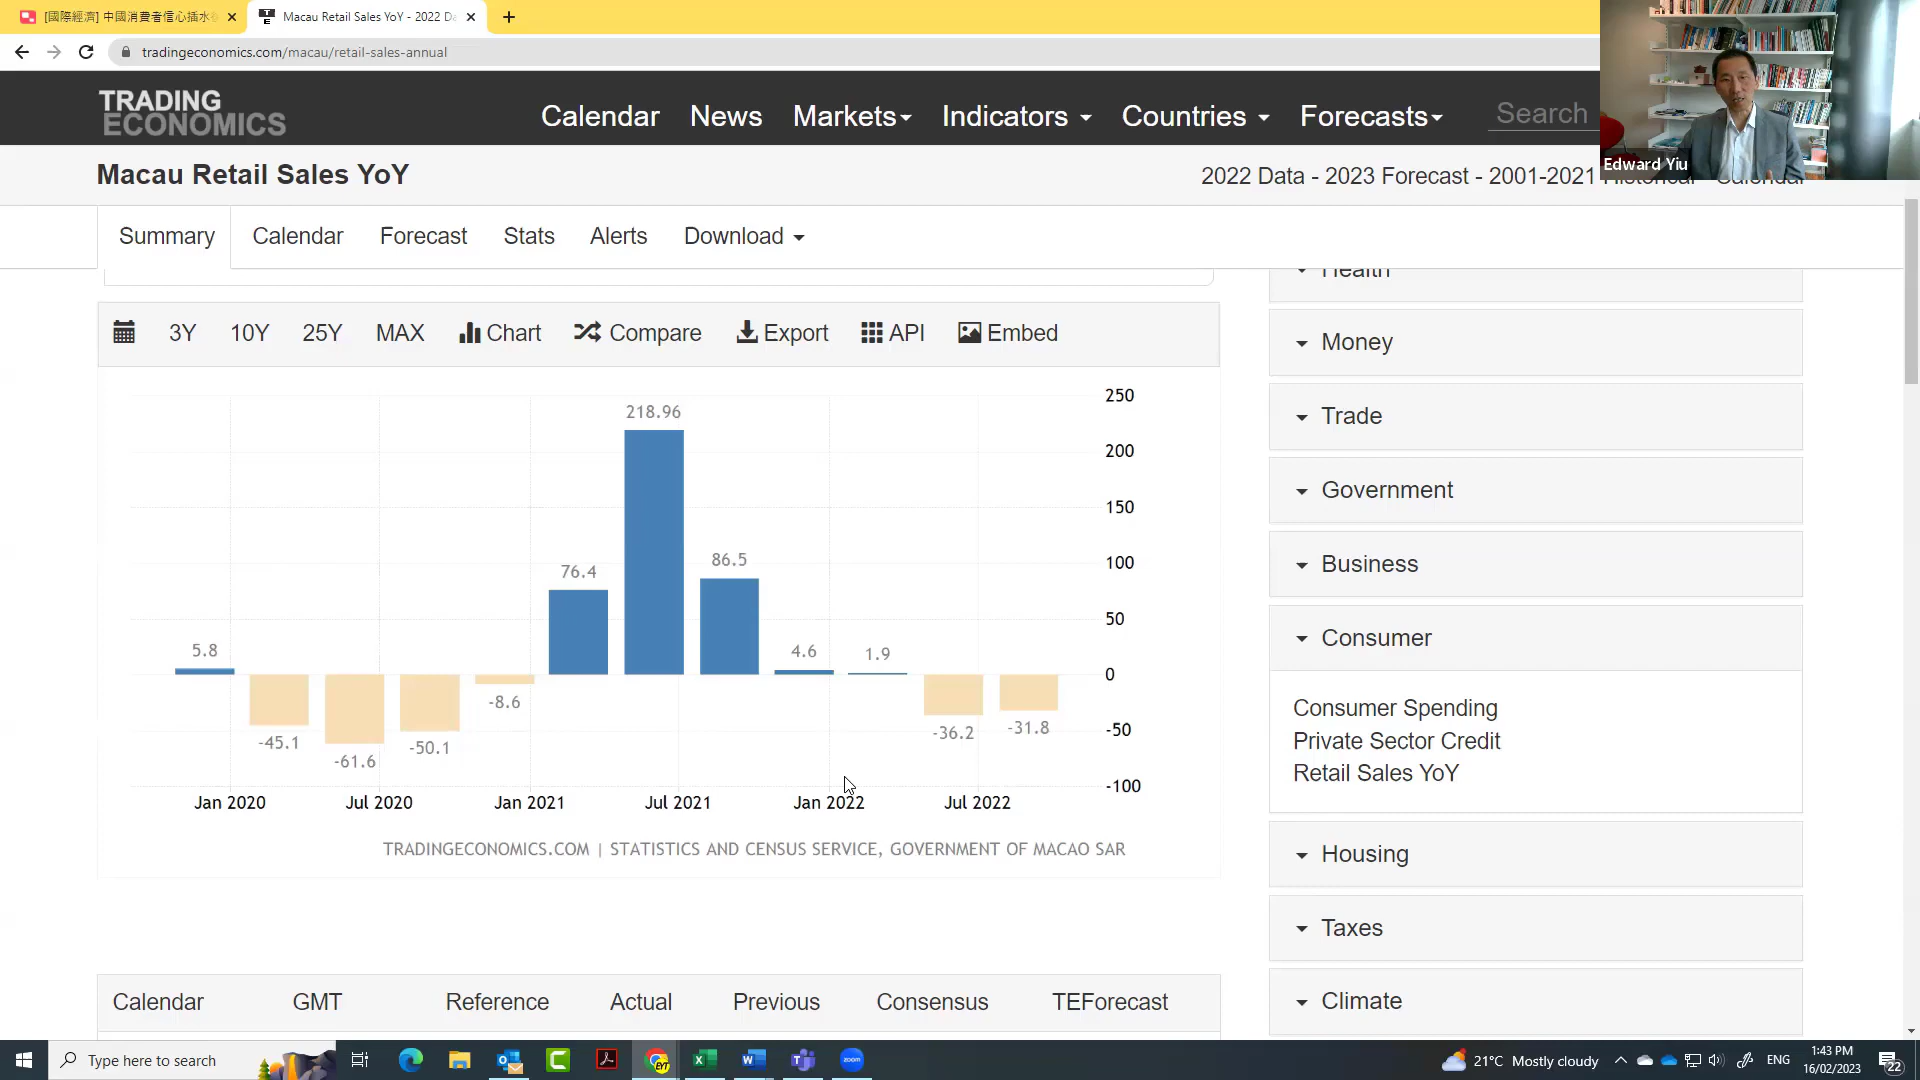 [國際經濟] 中國消費者信心插水
Macau Retail Sales YoY - 2022 Da
tradingeconomics.com/macau/retail-sales-annual
TRADING
ECONOMICS
Calendar News Markets Indicators Countries Forecasts Search
Edward Yiu
Macau Retail Sales YoY
2022 Data - 2023 Forecast - 2001-2021 Historical - Calendar
Summary Calendar Forecast Stats Alerts Download
Health
3Y 10Y 25Y MAX Chart Compare Export API Embed
Money
Trade
Government
Business
Consumer
Consumer Spending
Private Sector Credit
Retail Sales YoY
Housing
Taxes
Climate
250
218.96
200
150
86.5
100
76.4
50
5.8
4.6
1.9
0
-8.6
-31.8
-36.2
-50
-45.1
-50.1
-61.6
-100
Jan 2020 Jul 2020 Jan 2021 Jul 2021 Jan 2022 Jul 2022
TRADINGECONOMICS.COM | STATISTICS AND CENSUS SERVICE, GOVERNMENT OF MACAO SAR
Calendar GMT Reference Actual Previous Consensus TEForecast
Type here to search
zoom
21°C Mostly cloudy
ENG
1:43 PM
16/02/2023
22